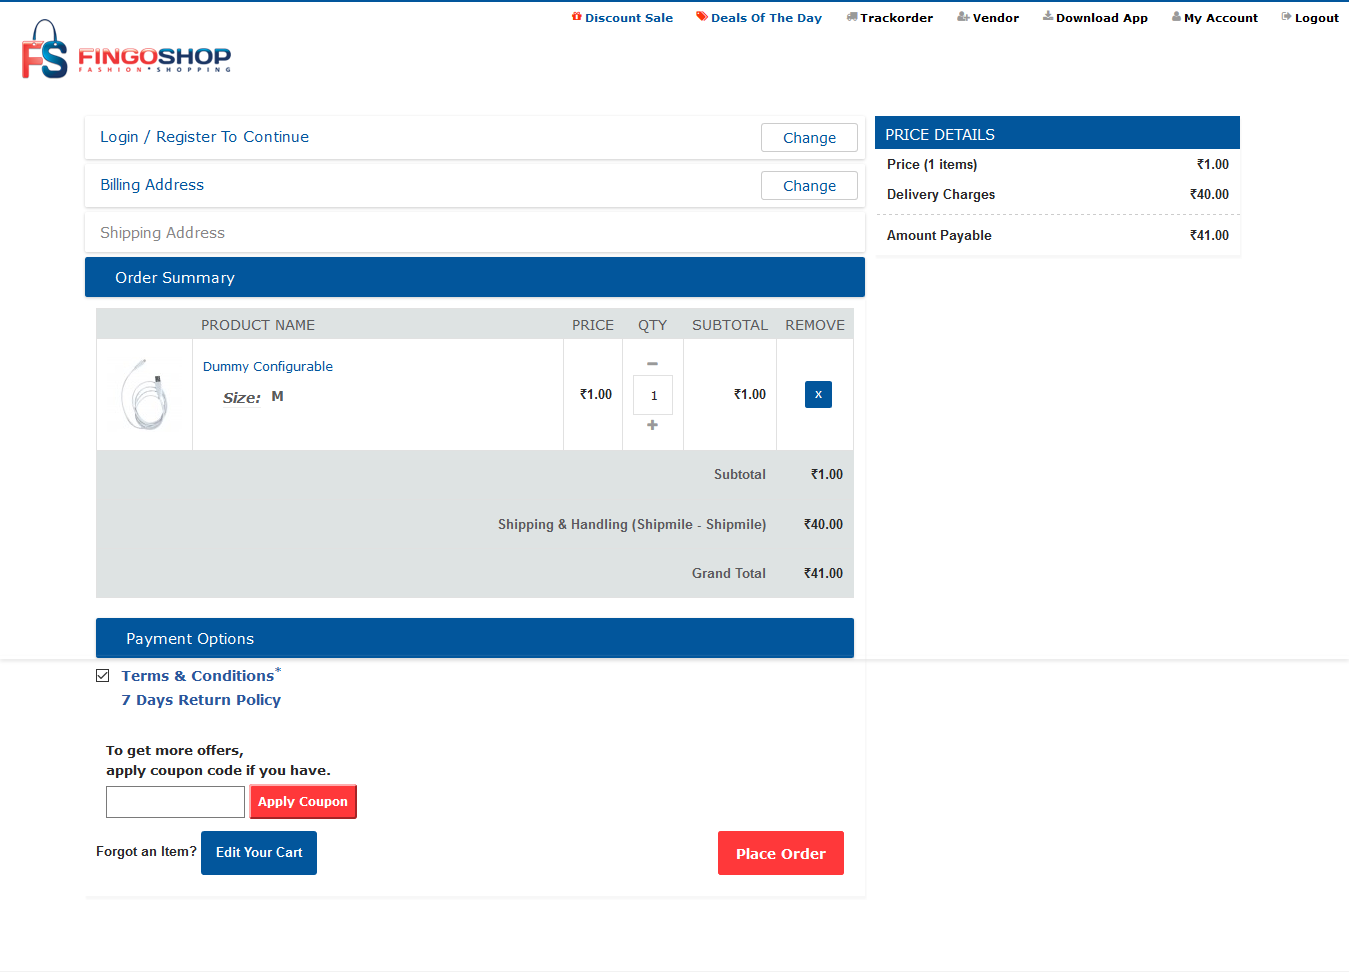 Discount Sale Deals Of The Day Trackorder Vendor Download App My Account Logout
FS FINGOSHOP
FASHION * SHOPPING
Login / Register To Continue Change
Billing Address Change
Shipping Address
Order Summary
PRODUCT NAME PRICE QTY SUBTOTAL REMOVE
Dummy Configurable
Size: M
₹1.00 1 ₹1.00 x
Subtotal ₹1.00
Shipping & Handling (Shipmile - Shipmile) ₹40.00
Grand Total ₹41.00
Payment Options
Terms & Conditions*
7 Days Return Policy
To get more offers,
apply coupon code if you have.
Apply Coupon
Forgot an Item? Edit Your Cart Place Order
PRICE DETAILS
Price (1 items) ₹1.00
Delivery Charges ₹40.00
Amount Payable ₹41.00